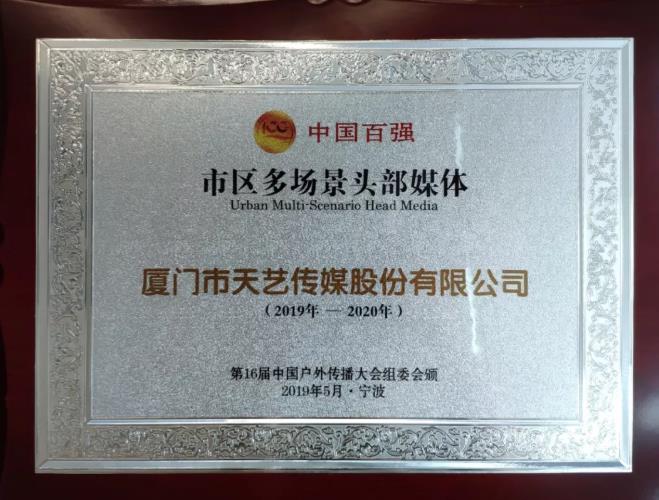 100 中国百强
市区多场景头部媒体
Urban Multi-Scenario Head Media
厦门市天艺传媒股份有限公司
（2019年 — 2020年）
第16届中国户外传播大会组委会颁
2019年5月·宁波